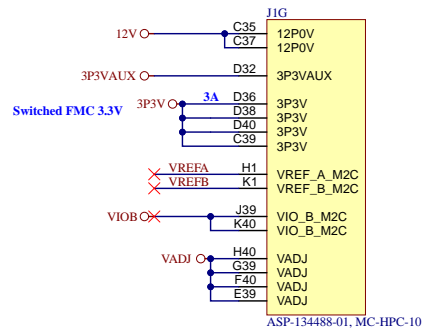 J1G
12V C35 12P0V
C37 12P0V
3P3VAUX D32 3P3VAUX
3P3V 3A D36 3P3V
Switched FMC 3.3V D38 3P3V
D40 3P3V
C39 3P3V
VREFA H1 VREF_A_M2C
VREFB K1 VREF_B_M2C
VIOB J39 VIO_B_M2C
K40 VIO_B_M2C
VADJ H40 VADJ
G39 VADJ
F40 VADJ
E39 VADJ
ASP-134488-01, MC-HPC-10